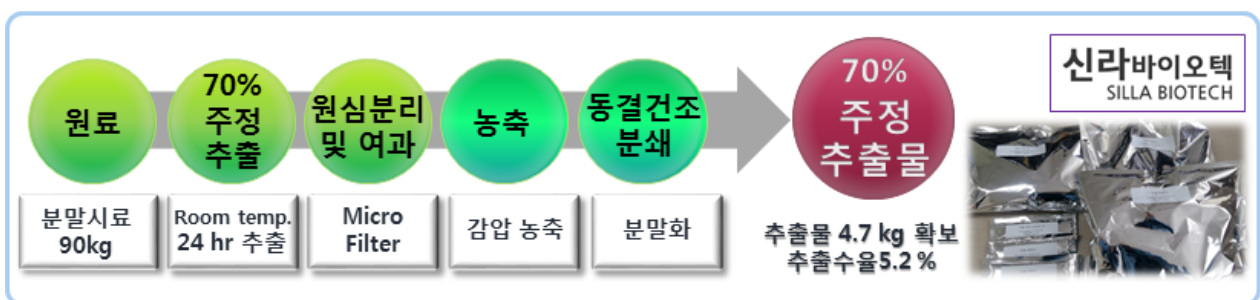 원료
70%
주정
추출
원심분리
및 여과
농축
동결건조
분쇄
70%
주정
추출물
신라바이오텍
SILLA BIOTECH
분말시료
90kg
Room temp.
24 hr 추출
Micro
Filter
감압 농축
분말화
추출물 4.7 kg 확보
추출수율5.2 %